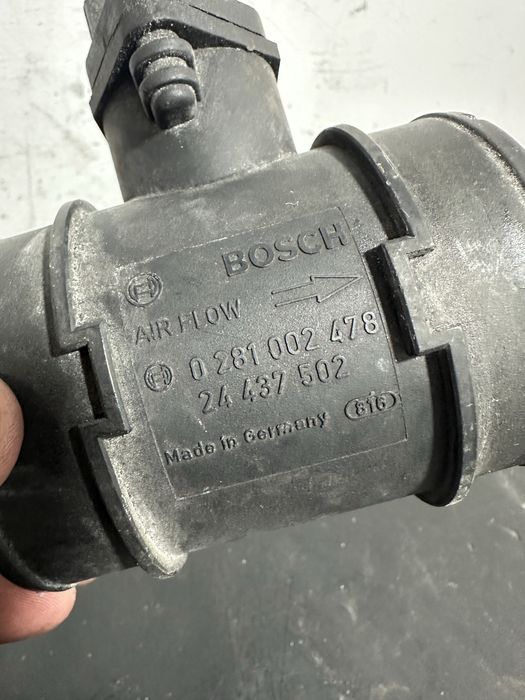 BOSCH
AIR FLOW
0 281 002 478
24 437 502
Made in Germany 816